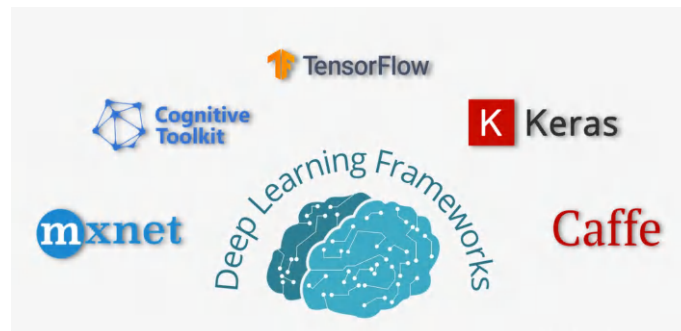 TensorFlow
Cognitive
Toolkit
K Keras
Deep Learning Frameworks
mxnet
Caffe